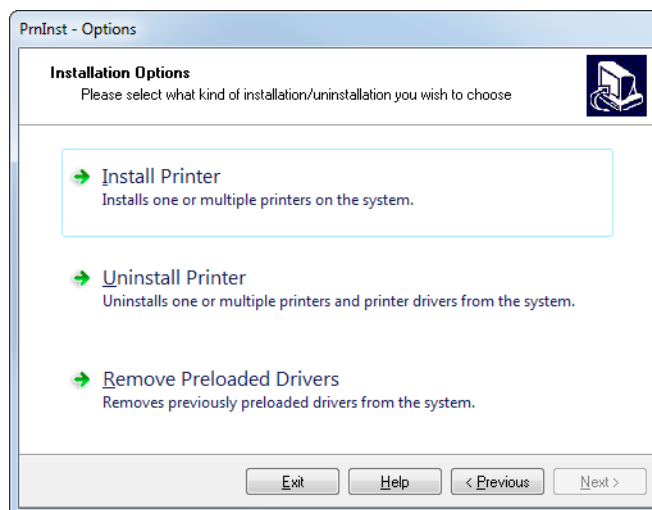 PrnInst - Options
Installation Options
Please select what kind of installation/uninstallation you wish to choose
Install Printer
Installs one or multiple printers on the system.
Uninstall Printer
Uninstalls one or multiple printers and printer drivers from the system.
Remove Preloaded Drivers
Removes previously preloaded drivers from the system.
Exit Help < Previous Next >